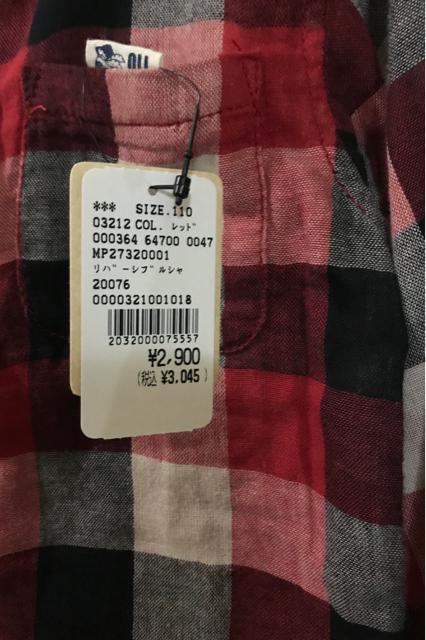 OLL
*** SIZE.110
03212 COL. レッド
000364 64700 0047
MP27320001
リバーシブルシャ
20076
0000321001018
2032000075557
¥2,900
(税込 ¥3,045)